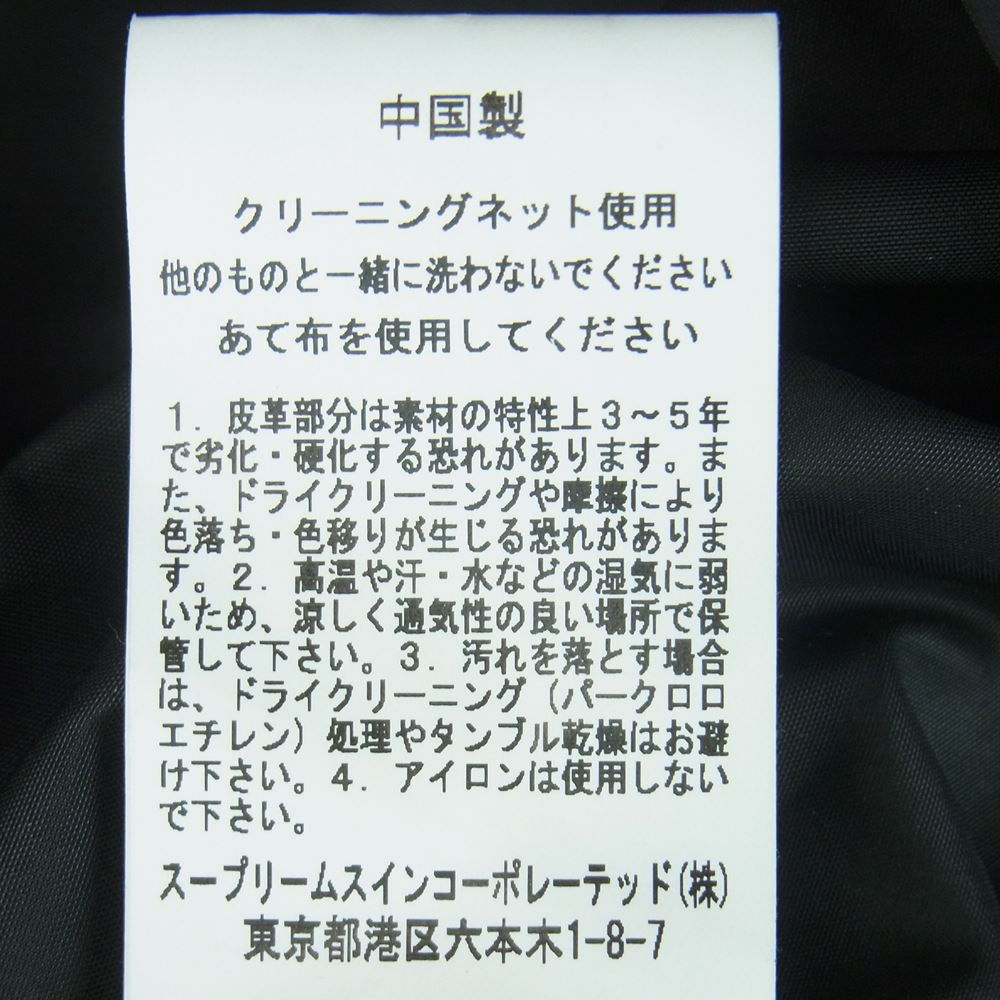 中国製
クリーニングネット使用
他のものと一緒に洗わないでください
あて布を使用してください
1．皮革部分は素材の特性上3～5年
で劣化・硬化する恐れがあります。ま
た、ドライクリーニングや摩擦により
色落ち・色移りが生じる恐れがありま
す。2．高温や汗・水などの湿気に弱
いため、涼しく通気性の良い場所で保
管して下さい。3．汚れを落とす場合
は、ドライクリーニング（パークロロ
エチレン）処理やタンブル乾燥はお避
け下さい。4．アイロンは使用しない
で下さい。
スープリームスインコーポレーテッド(株)
東京都港区六本木1-8-7